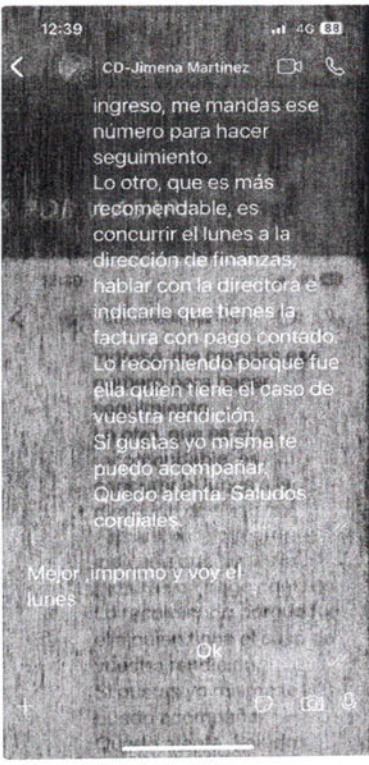 12:39
4G 88
CD-Jimena Martinez
ingreso, me mandas ese
número para hacer
seguimiento.
Lo otro, que es más
recomendable, es
concurrir el lunes a la
dirección de finanzas,
hablar con la directora e
indicarle que tienes la
factura con pago contado.
Lo recomiendo porque fue
ella quien tiene el caso de
vuestra rendición.
Si gustas yo misma te
puedo acompañar.
Quedo atenta. Saludos
cordiales.
Mejor ,imprimo y voy el
lunes
Ok